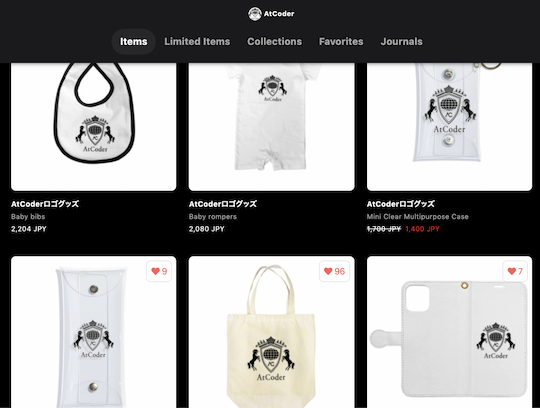 AtCoder
Items Limited Items Collections Favorites Journals
AtCoder
AtCoder
AtCoder
AtCoderロゴグッズ
Baby bibs
2,204 JPY
AtCoderロゴグッズ
Baby rompers
2,080 JPY
AtCoderロゴグッズ
Mini Clear Multipurpose Case
1,700 JPY 1,400 JPY
9
96
7
AtCoder
AtCoder
AtCoder